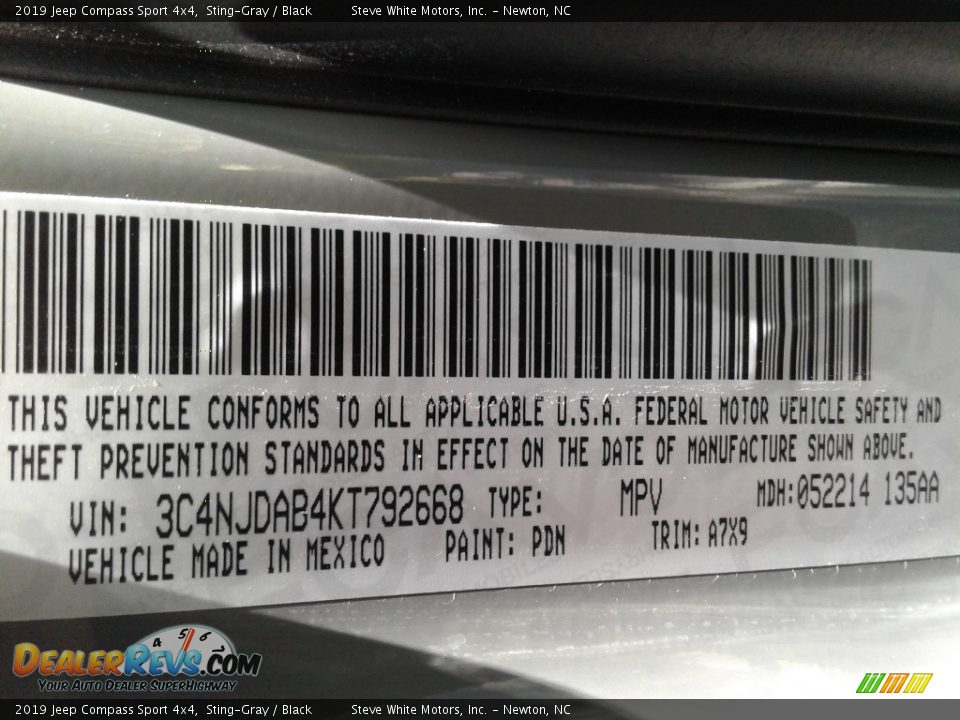 2019 Jeep Compass Sport 4x4, Sting-Gray / Black Steve White Motors, Inc. - Newton, NC
THIS VEHICLE CONFORMS TO ALL APPLICABLE U.S.A. FEDERAL MOTOR VEHICLE SAFETY AND
THEFT PREVENTION STANDARDS IN EFFECT ON THE DATE OF MANUFACTURE SHOWN ABOVE.
VIN: 3C4NJDAB4KT792668 TYPE: MPV MDH:052214 135AA
VEHICLE MADE IN MEXICO PAINT: PDN TRIM: A7X9
4 5 6
DEALERREVS.COM
YOUR AUTO DEALER SUPERHIGHWAY
2019 Jeep Compass Sport 4x4, Sting-Gray / Black Steve White Motors, Inc. - Newton, NC